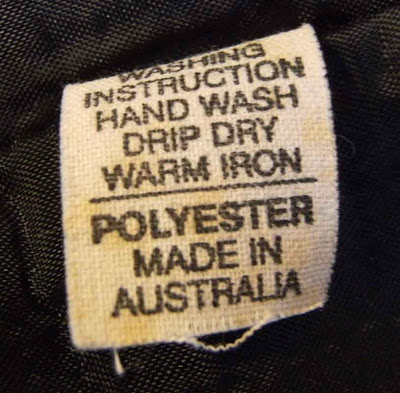 WASHING
INSTRUCTION
HAND WASH
DRIP DRY
WARM IRON
POLYESTER
MADE IN
AUSTRALIA